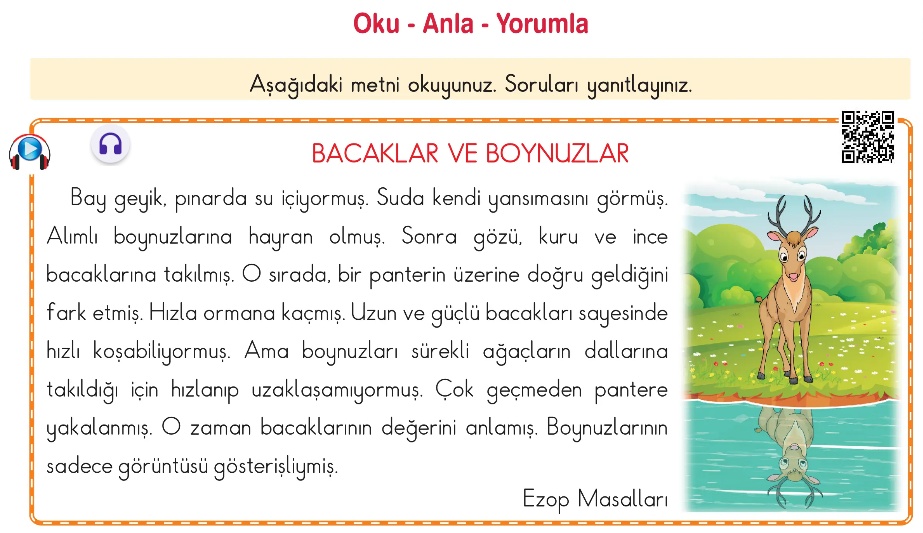 Oku - Anla - Yorumla
Aşağıdaki metni okuyunuz. Soruları yanıtlayınız.
BACAKLAR VE BOYNUZLAR
Bay geyik, pınarda su içiyormuş. Suda kendi yansımasını görmüş.
Alımlı boynuzlarına hayran olmuş. Sonra gözü, kuru ve ince
bacaklarına takılmış. O sırada, bir panterin üzerine doğru geldiğini
fark etmiş. Hızla ormana kaçmış. Uzun ve güçlü bacakları sayesinde
hızlı koşabiliyormuş. Ama boynuzları sürekli ağaçların dallarına
takıldığı için hızlanıp uzaklaşamıyormuş. Çok geçmeden pantere
yakalanmış. O zaman bacaklarının değerini anlamış. Boynuzlarının
sadece görüntüsü gösterişliymiş.
Ezop Masalları